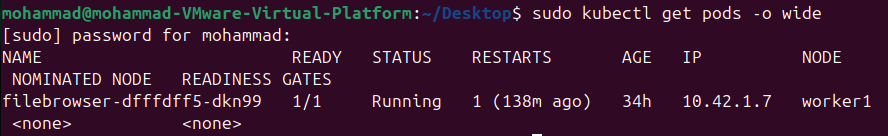 mohammad@mohammad-VMware-Virtual-Platform:~/Desktop$ sudo kubectl get pods -o wide
[sudo] password for mohammad:
NAME                          READY   STATUS    RESTARTS       AGE   IP          NODE
 NOMINATED NODE   READINESS GATES
filebrowser-dfffdff5-dkn99   1/1     Running   1 (138m ago)   34h   10.42.1.7   worker1
 <none>           <none>